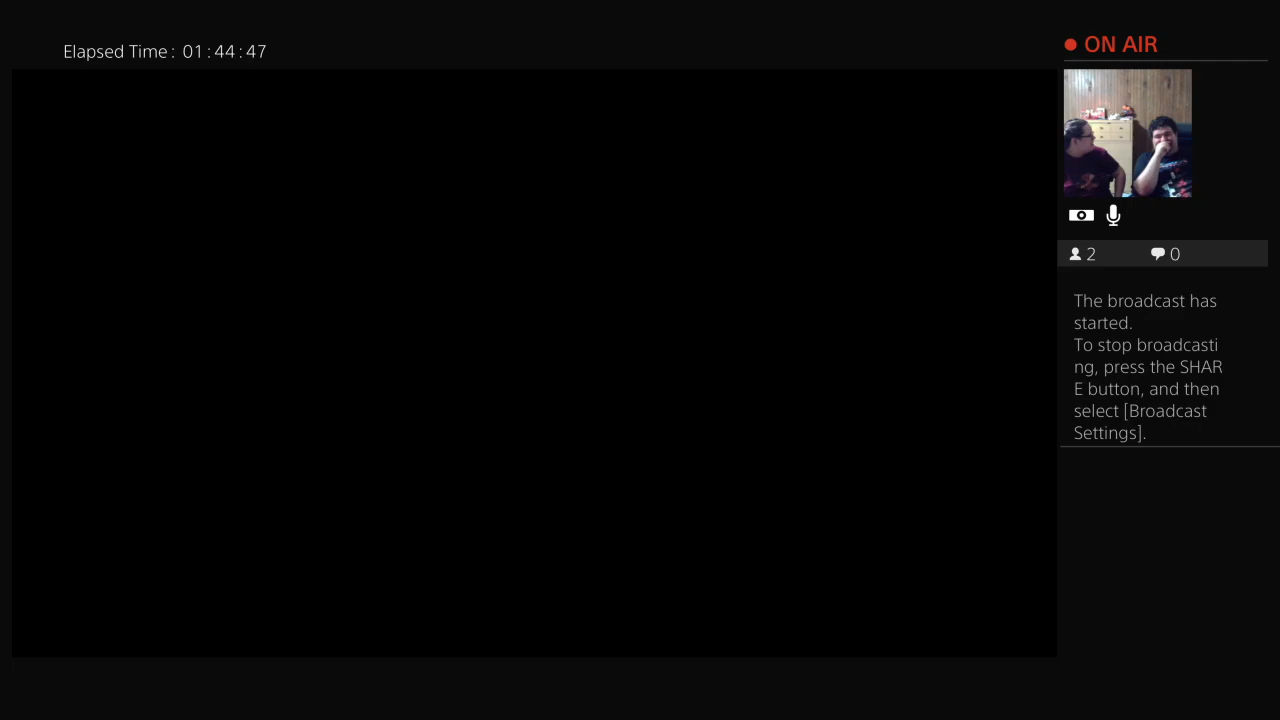 Elapsed Time : 01 : 44 : 47
ON AIR
2 0
The broadcast has
started.
To stop broadcasti
ng, press the SHAR
E button, and then
select [Broadcast
Settings].